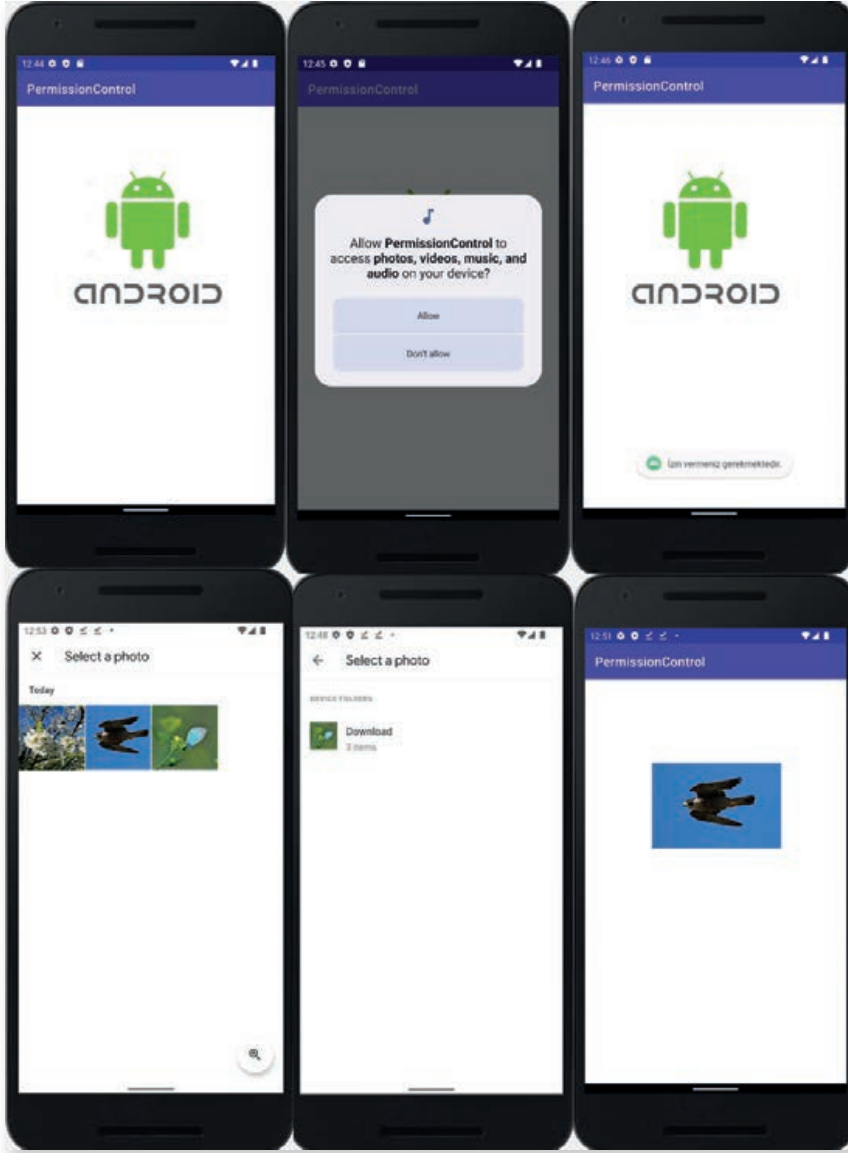 12:44
PermissionControl
ANDROID
12:45
PermissionControl
Allow PermissionControl to
access photos, videos, music, and
audio on your device?
Allow
Don't allow
12:46
PermissionControl
ANDROID
İzin vermeniz gerekmektedir.
12:53
Select a photo
Today
12:48
Select a photo
DEVICE FOLDERS
Download
3 items
12:51
PermissionControl